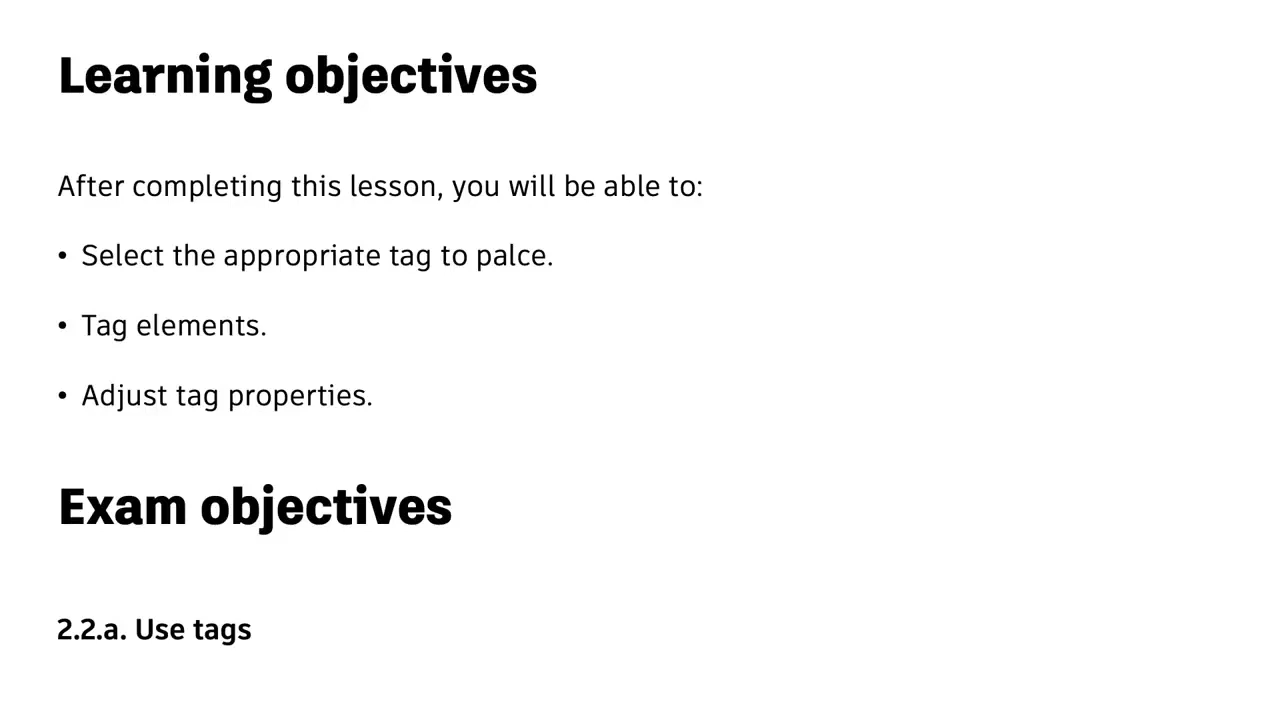 Learning objectives
After completing this lesson, you will be able to:
• Select the appropriate tag to palce.
• Tag elements.
• Adjust tag properties.
Exam objectives
2.2.a. Use tags